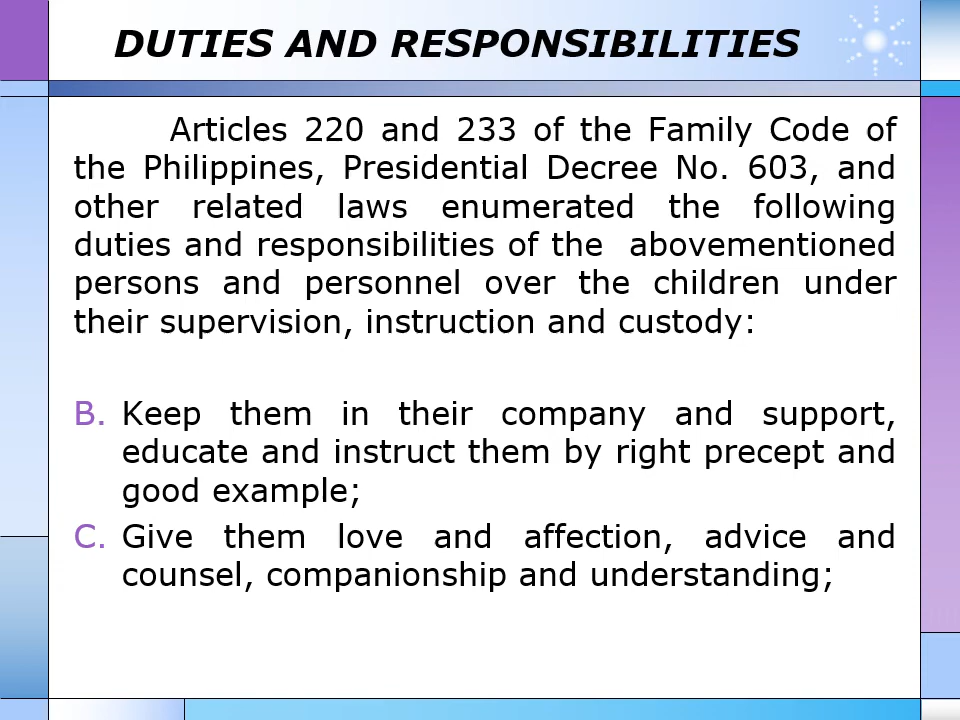 DUTIES AND RESPONSIBILITIES
Articles 220 and 233 of the Family Code of
the Philippines, Presidential Decree No. 603, and
other related laws enumerated the following
duties and responsibilities of the abovementioned
persons and personnel over the children under
their supervision, instruction and custody:
B. Keep them in their company and support,
educate and instruct them by right precept and
good example;
C. Give them love and affection, advice and
counsel, companionship and understanding;